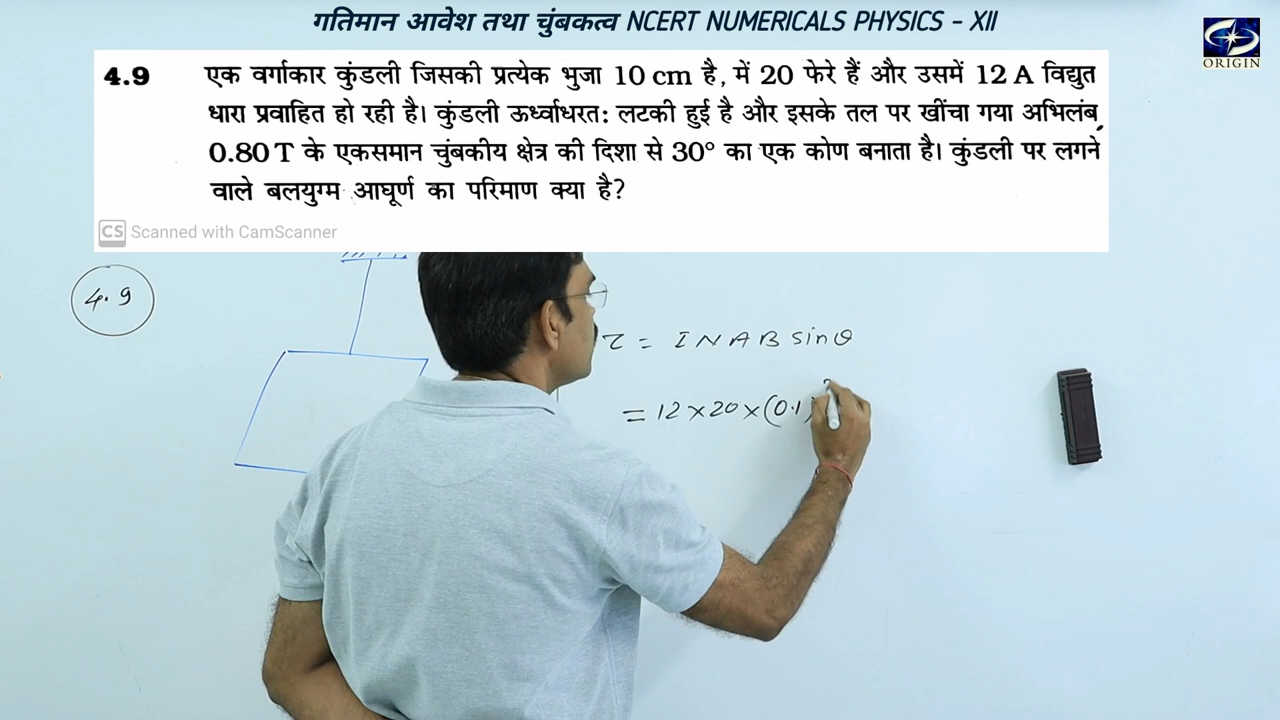 गतिमान आवेश तथा चुंबकत्व NCERT NUMERICALS PHYSICS - XII
ORIGIN
4.9 एक वर्गाकार कुंडली जिसकी प्रत्येक भुजा 10 cm है, में 20 फेरे हैं और उसमें 12 A विद्युत
धारा प्रवाहित हो रही है। कुंडली ऊर्ध्वाधरत: लटकी हुई है और इसके तल पर खींचा गया अभिलंब,
0.80 T के एकसमान चुंबकीय क्षेत्र की दिशा से 30° का एक कोण बनाता है। कुंडली पर लगने
वाले बलयुग्म आघूर्ण का परिमाण क्या है?
CS Scanned with CamScanner
4.9
τ = I N A B sinθ
= 12 × 20 × (0.1)